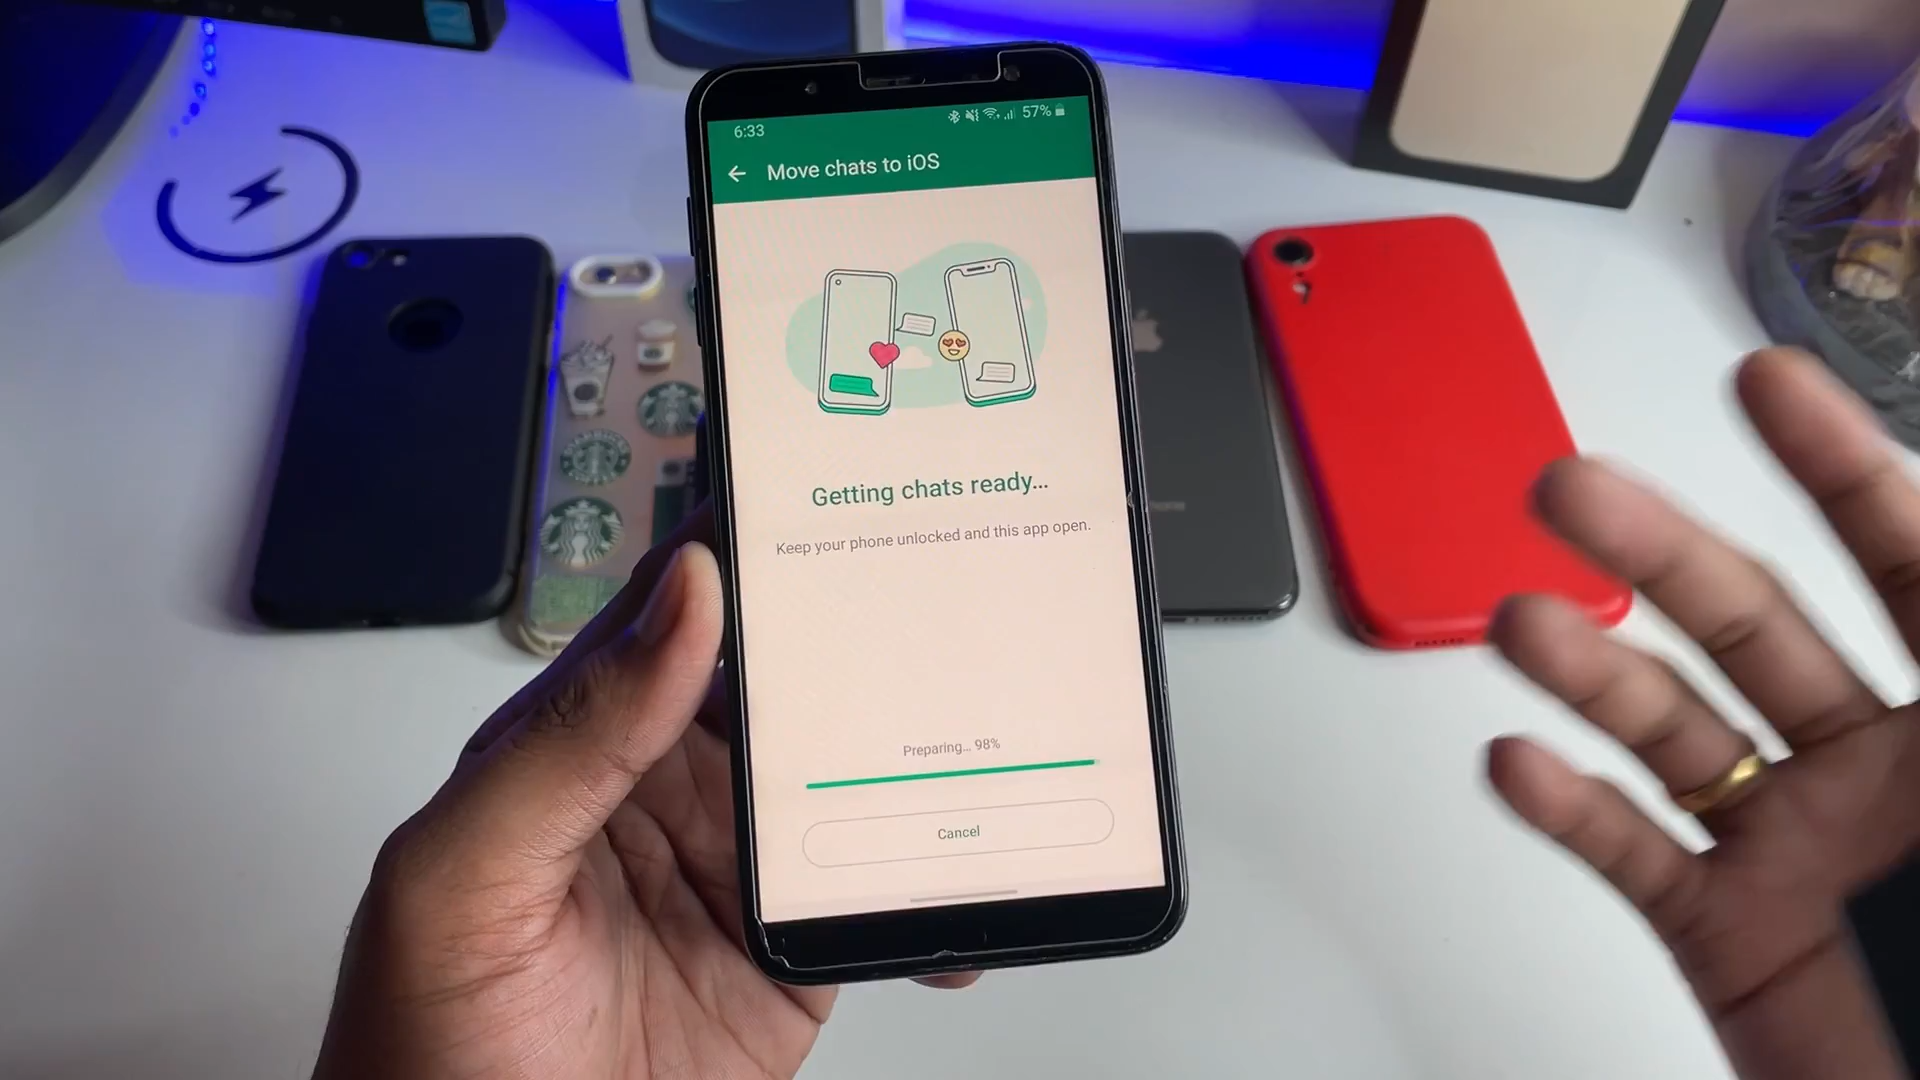 6:33
57%
Move chats to iOS
Getting chats ready...
Keep your phone unlocked and this app open.
Preparing... 98%
Cancel